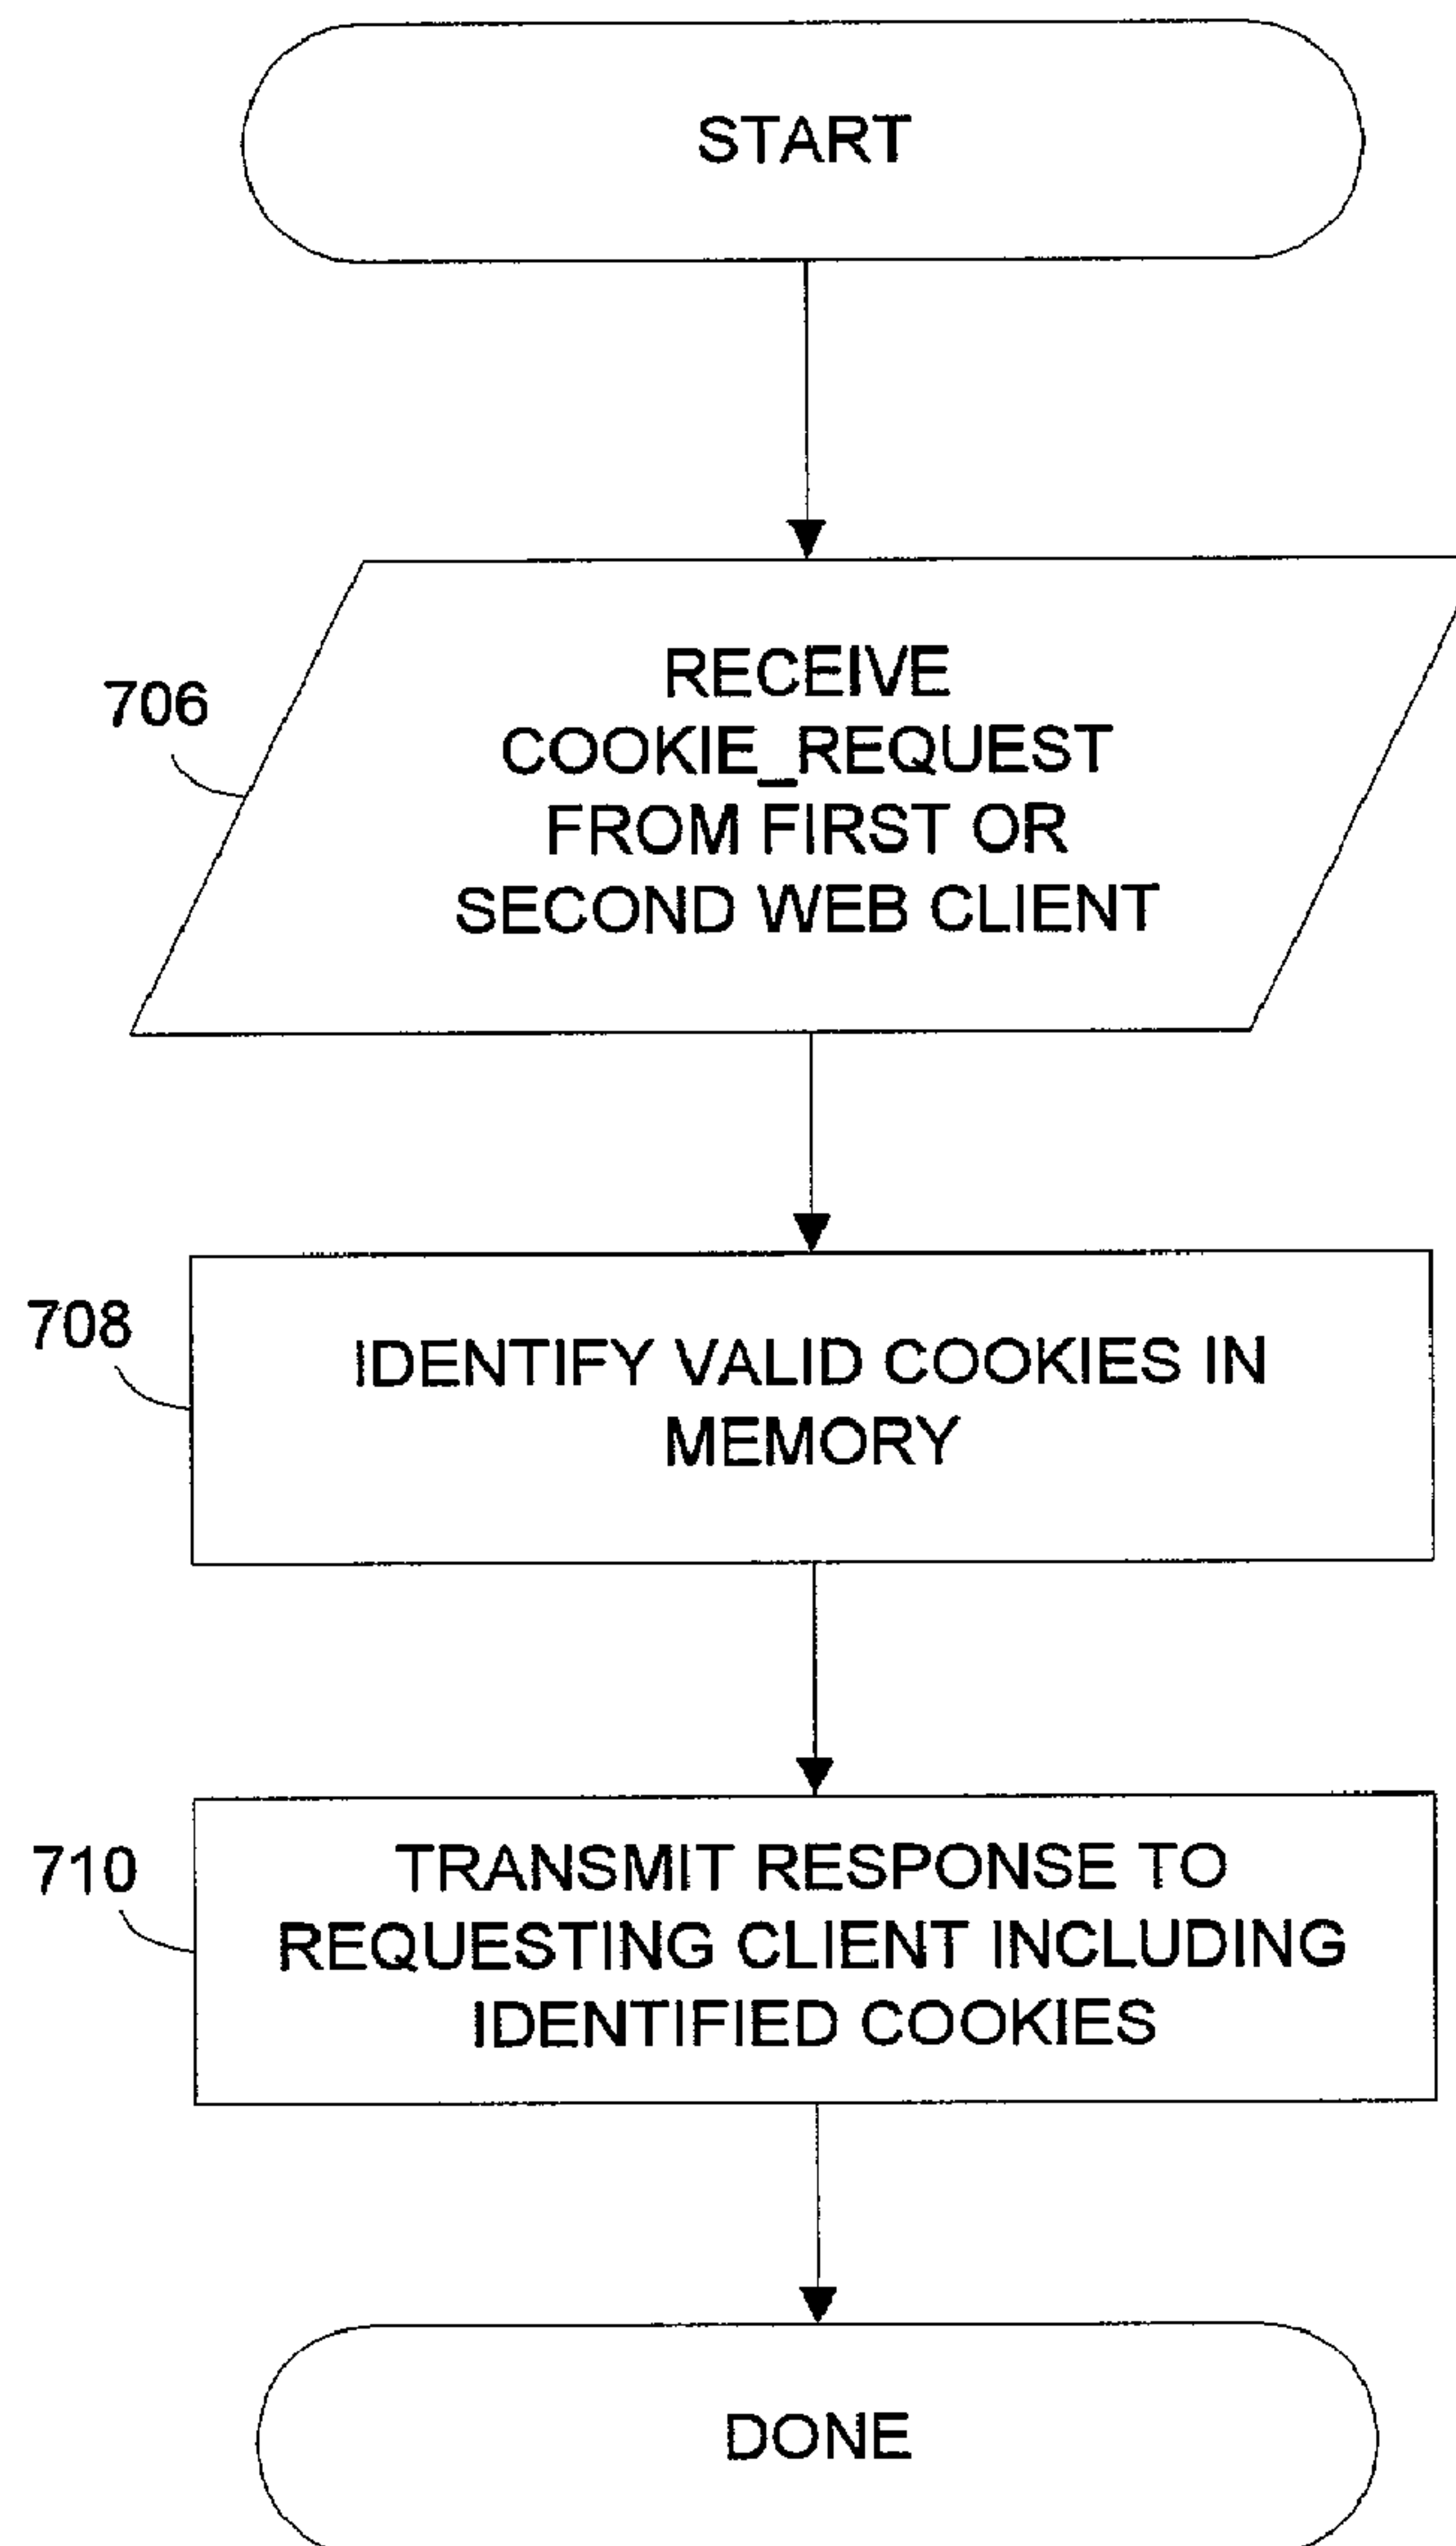 START
706
RECEIVE
COOKIE_REQUEST
FROM FIRST OR
SECOND WEB CLIENT
708
IDENTIFY VALID COOKIES IN
MEMORY
710
TRANSMIT RESPONSE TO
REQUESTING CLIENT INCLUDING
IDENTIFIED COOKIES
DONE